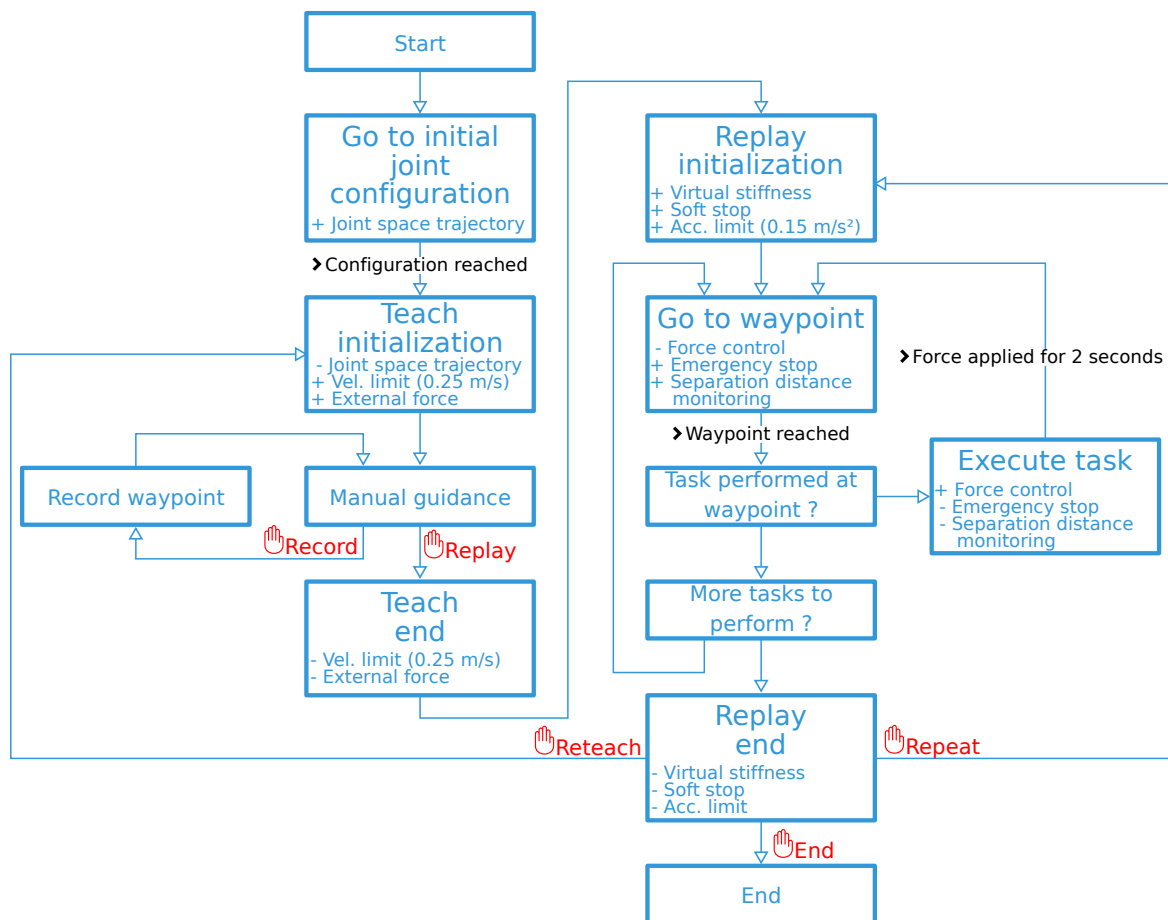 Start
Go to initial
joint
configuration
+ Joint space trajectory
Configuration reached
Teach
initialization
- Joint space trajectory
+ Vel. limit (0.25 m/s)
+ External force
Record waypoint
Manual guidance
Record
Replay
Teach
end
- Vel. limit (0.25 m/s)
- External force
Replay
initialization
+ Virtual stiffness
+ Soft stop
+ Acc. limit (0.15 m/s²)
Go to waypoint
- Force control
+ Emergency stop
+ Separation distance
monitoring
Force applied for 2 seconds
Waypoint reached
Task performed at
waypoint ?
Execute task
+ Force control
- Emergency stop
- Separation distance
monitoring
More tasks to
perform ?
Replay
end
- Virtual stiffness
- Soft stop
- Acc. limit
Reteach
Repeat
End
End